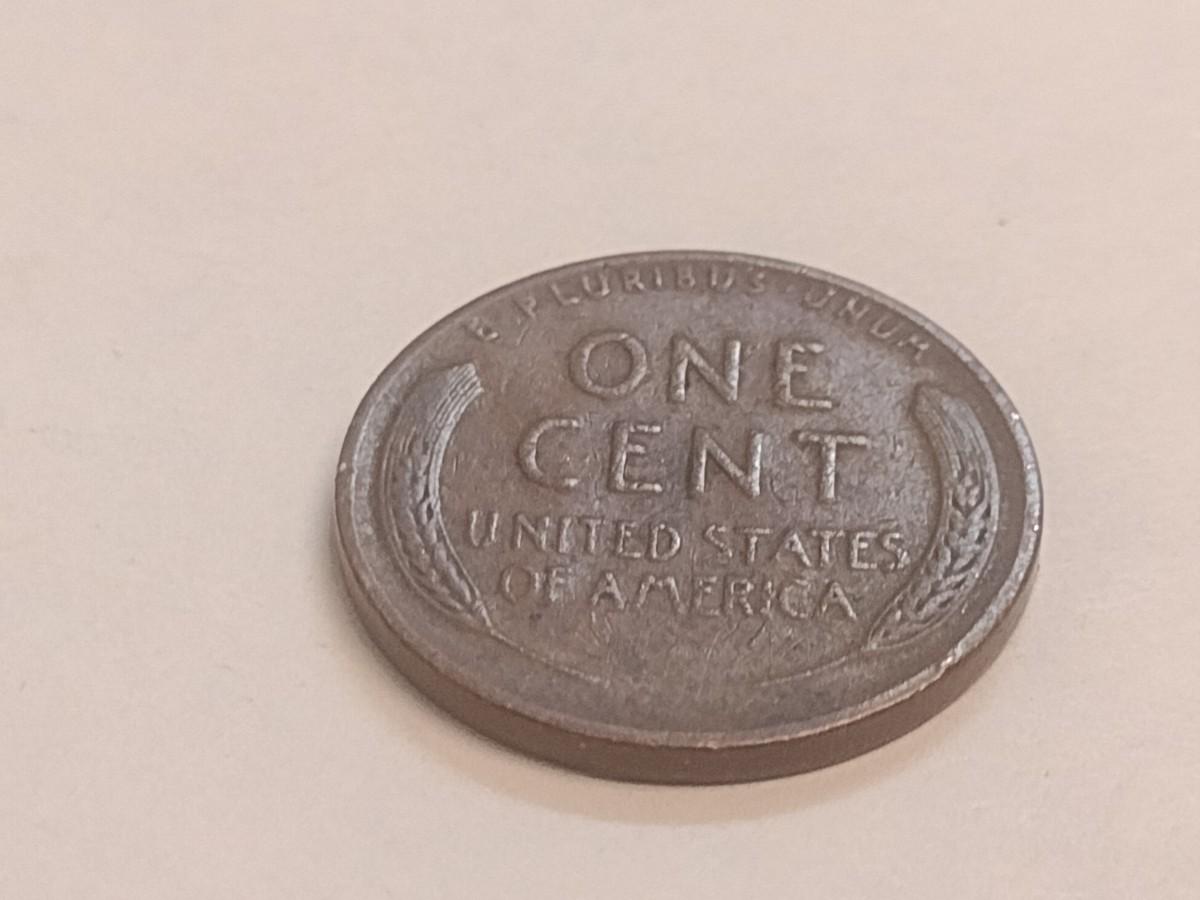 E·PLURIBUS·UNUM
ONE
CENT
UNITED STATES
OF AMERICA